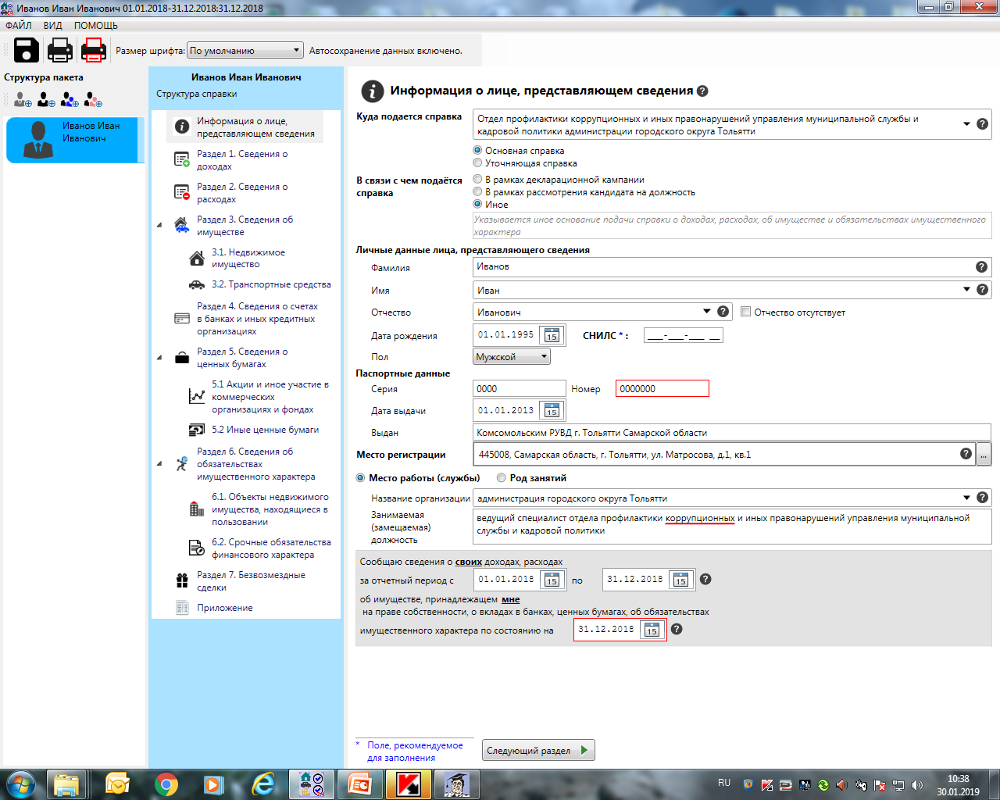 Иванов Иван Иванович 01.01.2018-31.12.2018:31.12.2018
ФАЙЛ ВИД ПОМОЩЬ
Размер шрифта: По умолчанию Автосохранение данных включено.
Структура пакета
Иванов Иван
Иванович
Иванов Иван Иванович
Структура справки
Информация о лице,
представляющем сведения
Раздел 1. Сведения о
доходах
Раздел 2. Сведения о
расходах
Раздел 3. Сведения об
имуществе
3.1. Недвижимое
имущество
3.2. Транспортные средства
Раздел 4. Сведения о счетах
в банках и иных кредитных
организациях
Раздел 5. Сведения о
ценных бумагах
5.1 Акции и иное участие в
коммерческих
организациях и фондах
5.2 Иные ценные бумаги
Раздел 6. Сведения об
обязательствах
имущественного характера
6.1. Объекты недвижимого
имущества, находящиеся в
пользовании
6.2. Срочные обязательства
финансового характера
Раздел 7. Безвозмездные
сделки
Приложение
Информация о лице, представляющем сведения ?
Куда подается справка
Отдел профилактики коррупционных и иных правонарушений управления муниципальной службы и
кадровой политики администрации городского округа Тольятти
Основная справка
Уточняющая справка
В связи с чем подаётся
справка
В рамках декларационной кампании
В рамках рассмотрения кандидата на должность
Иное
Указывается иное основание подачи справки о доходах, расходах, об имуществе и обязательствах имущественного
характера
Личные данные лица, представляющего сведения
Фамилия Иванов ?
Имя Иван ?
Отчество Иванович ? Отчество отсутствует
Дата рождения 01.01.1995 15 СНИЛС * : ___-___-___ __
Пол Мужской
Паспортные данные
Серия 0000 Номер 0000000
Дата выдачи 01.01.2013 15
Выдан Комсомольским РУВД г. Тольятти Самарской области
Место регистрации 445008, Самарская область, г. Тольятти, ул. Матросова, д.1, кв.1 ? ...
Место работы (службы) Род занятий
Название организации администрация городского округа Тольятти ?
Занимаемая
(замещаемая)
должность
ведущий специалист отдела профилактики коррупционных и иных правонарушений управления муниципальной
службы и кадровой политики
Сообщаю сведения о своих доходах, расходах
за отчетный период с 01.01.2018 15 по 31.12.2018 15 ?
об имуществе, принадлежащем мне
на праве собственности, о вкладах в банках, ценных бумагах, об обязательствах
имущественного характера по состоянию на 31.12.2018 15 ?
* Поле, рекомендуемое
для заполнения
Следующий раздел
RU
10:38
30.01.2019